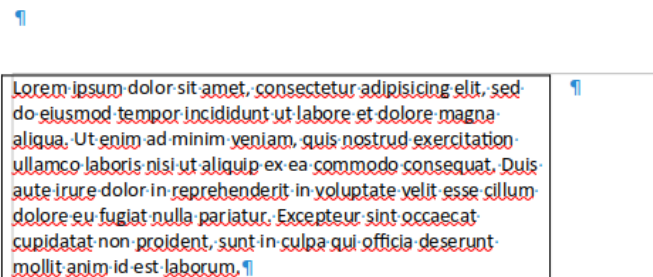 ¶
Lorem ipsum dolor sit amet, consectetur adipisicing elit, sed
¶
do eiusmod tempor incididunt ut labore et dolore magna
aliqua. Ut enim ad minim veniam, quis nostrud exercitation
ullamco laboris nisi ut aliquip ex ea commodo consequat. Duis
aute irure dolor in reprehenderit in voluptate velit esse cillum
dolore eu fugiat nulla pariatur. Excepteur sint occaecat
cupidatat non proident, sunt in culpa qui officia deserunt
mollit anim id est laborum.¶